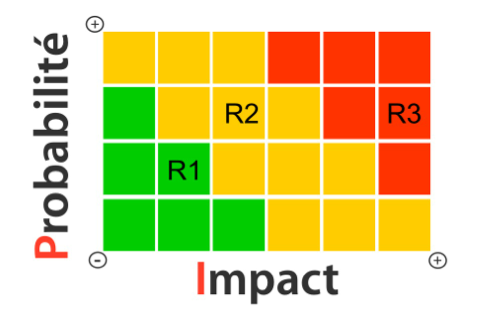 Probabilité
+
R2
R3
R1
-
+
Impact